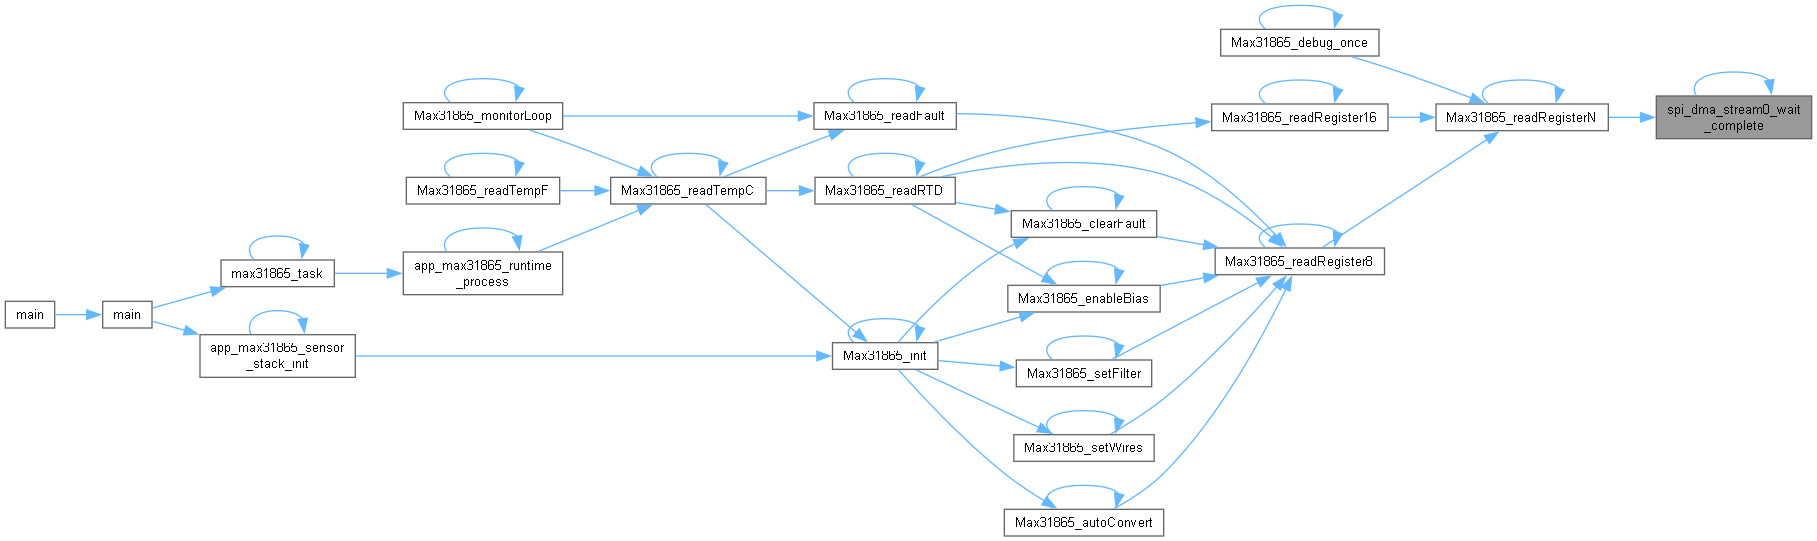 Max31865_debug_once
Max31865_monitorLoop
Max31865_readFault
Max31865_readRegister16
Max31865_readRegisterN
spi_dma_stream0_wait
_complete
Max31865_readTempF
Max31865_readTempC
Max31865_readRTD
Max31865_clearFault
max31865_task
app_max31865_runtime
_process
Max31865_readRegister8
main
main
Max31865_enableBias
app_max31865_sensor
_stack_init
Max31865_init
Max31865_setFilter
Max31865_setWires
Max31865_autoConvert